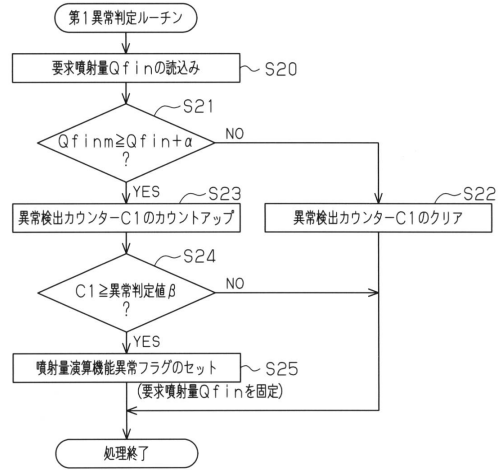 第1異常判定ルーチン
要求噴射量Qfinの読込み
S20
S21
Qfinm≧Qfin+α
?
NO
YES
S23
S22
異常検出カウンターC1のカウントアップ
異常検出カウンターC1のクリア
S24
C1≧異常判定値β
?
NO
YES
噴射量演算機能異常フラグのセット
S25
(要求噴射量Qfinを固定)
処理終了